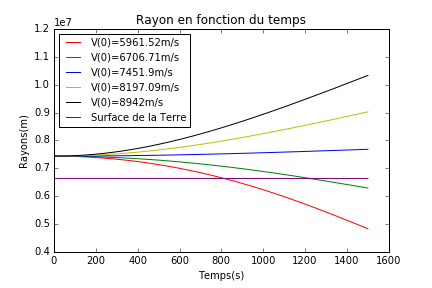 Rayon en fonction du temps
1e7
1.2
1.1
1.0
0.9
0.8
0.7
0.6
0.5
0.4
Rayons(m)
V(0)=5961.52m/s
V(0)=6706.71m/s
V(0)=7451.9m/s
V(0)=8197.09m/s
V(0)=8942m/s
Surface de la Terre
0 200 400 600 800 1000 1200 1400 1600
Temps(s)